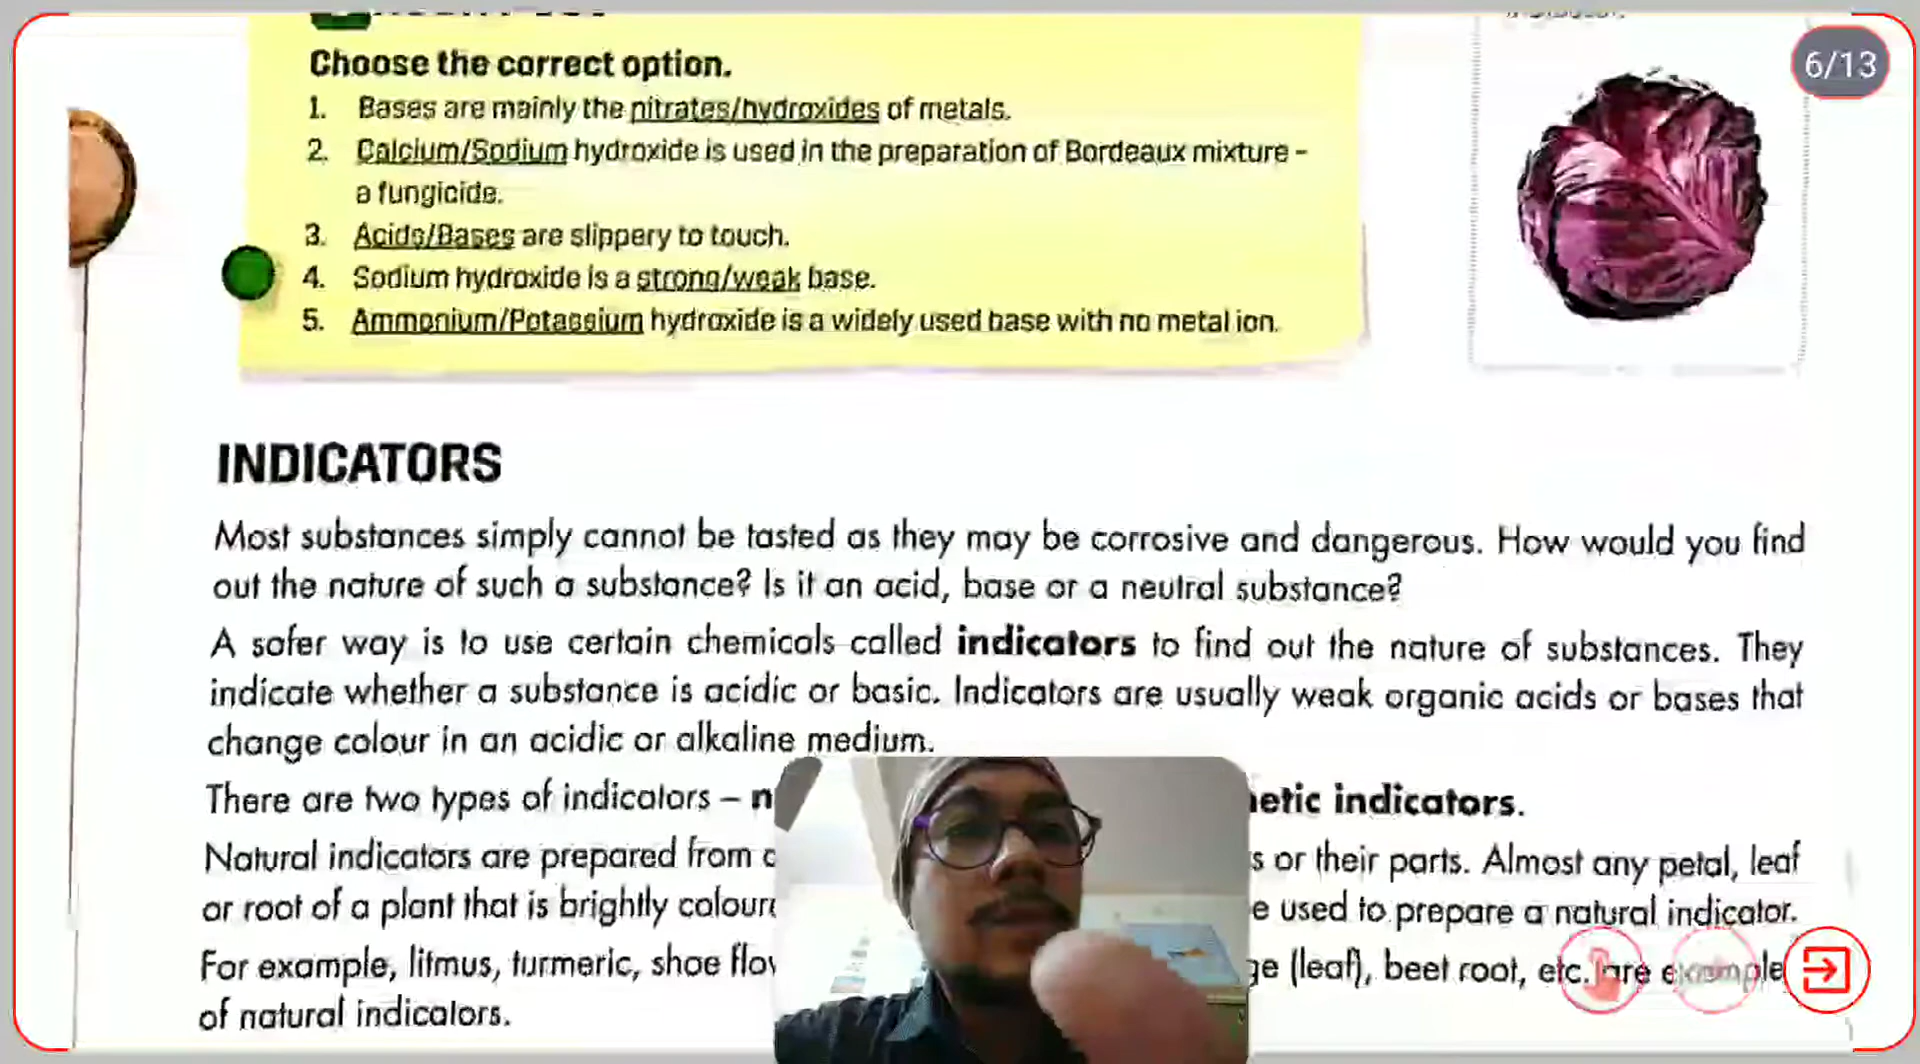 6/13
Choose the correct option.
1. Bases are mainly the nitrates/hydroxides of metals.
2. Calcium/Sodium hydroxide is used in the preparation of Bordeaux mixture –
a fungicide.
3. Acids/Bases are slippery to touch.
4. Sodium hydroxide is a strong/weak base.
5. Ammonium/Potassium hydroxide is a widely used base with no metal ion.
INDICATORS
Most substances simply cannot be tasted as they may be corrosive and dangerous. How would you find
out the nature of such a substance? Is it an acid, base or a neutral substance?
A safer way is to use certain chemicals called indicators to find out the nature of substances. They
indicate whether a substance is acidic or basic. Indicators are usually weak organic acids or bases that
change colour in an acidic or alkaline medium.
There are two types of indicators – n etic indicators.
Natural indicators are prepared from s or their parts. Almost any petal, leaf
or root of a plant that is brightly colour e used to prepare a natural indicator.
For example, litmus, turmeric, shoe flo ge (leaf), beet root, etc. are example
of natural indicators.